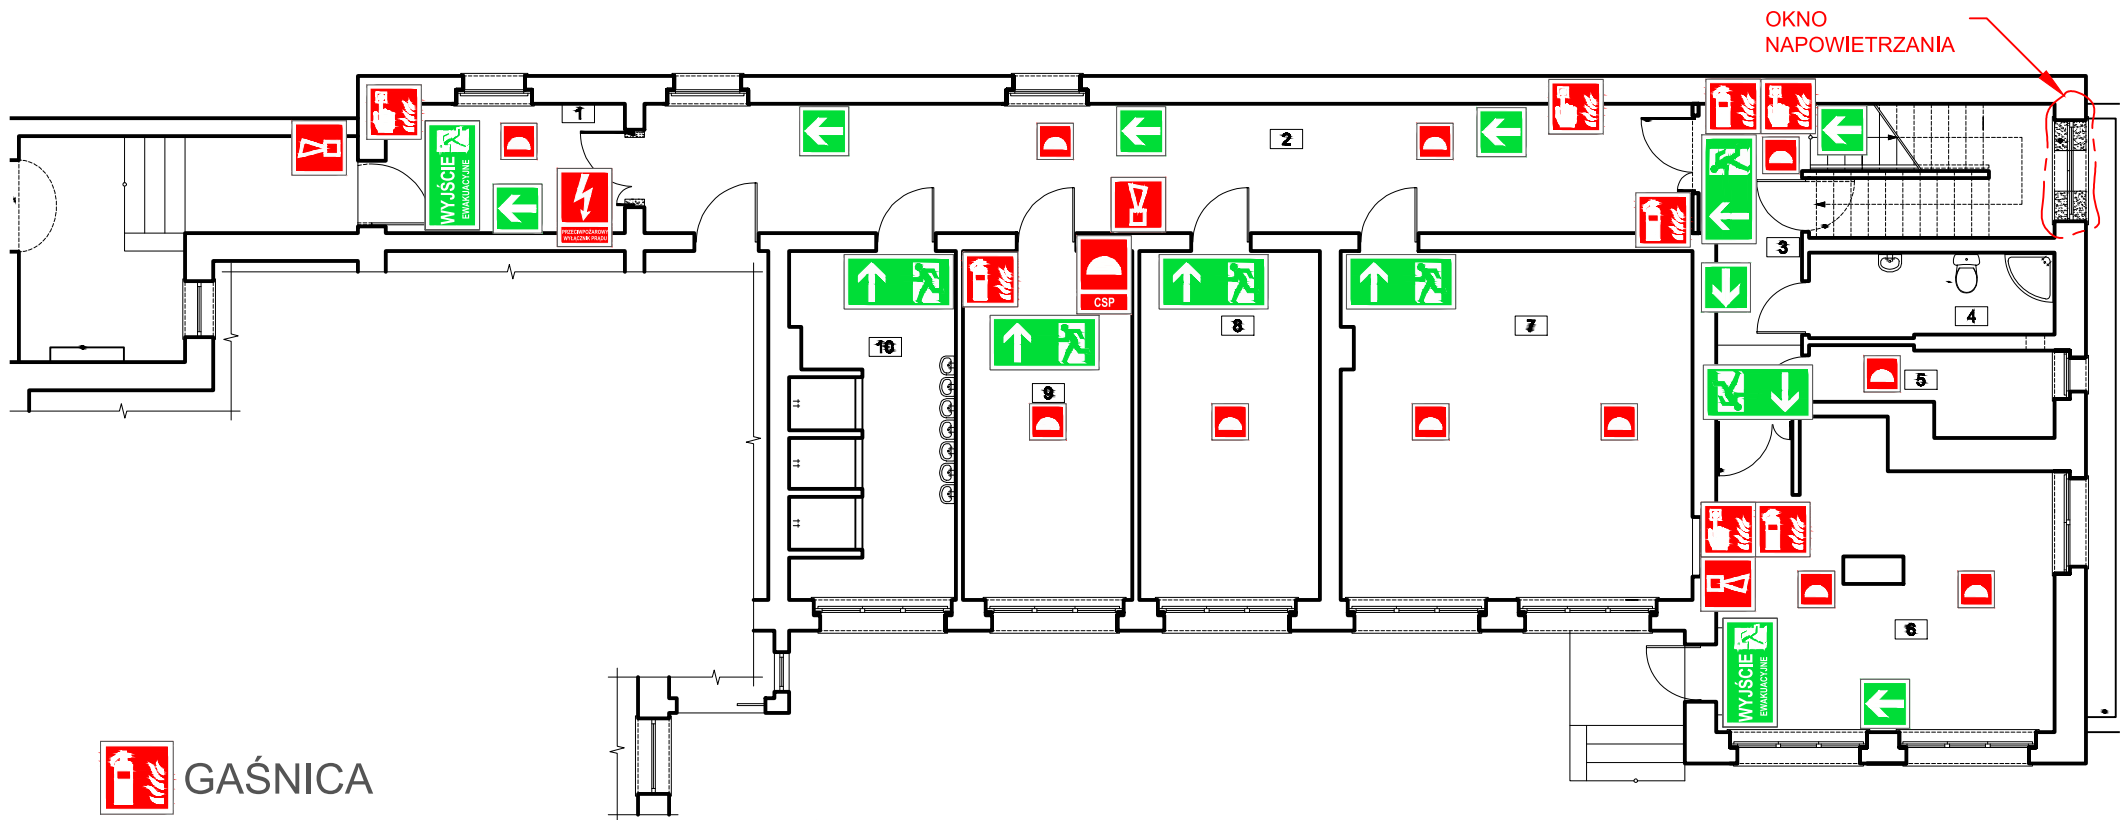 OKNO
NAPOWIETRZANIA
1
2
WYJŚCIE
EWAKUACYJNE
PRZECIWPOŻAROWY
WYŁĄCZNIK PRĄDU
3
CSP
4
7
8
10
5
9
6
WYJŚCIE
EWAKUACYJNE
GAŚNICA